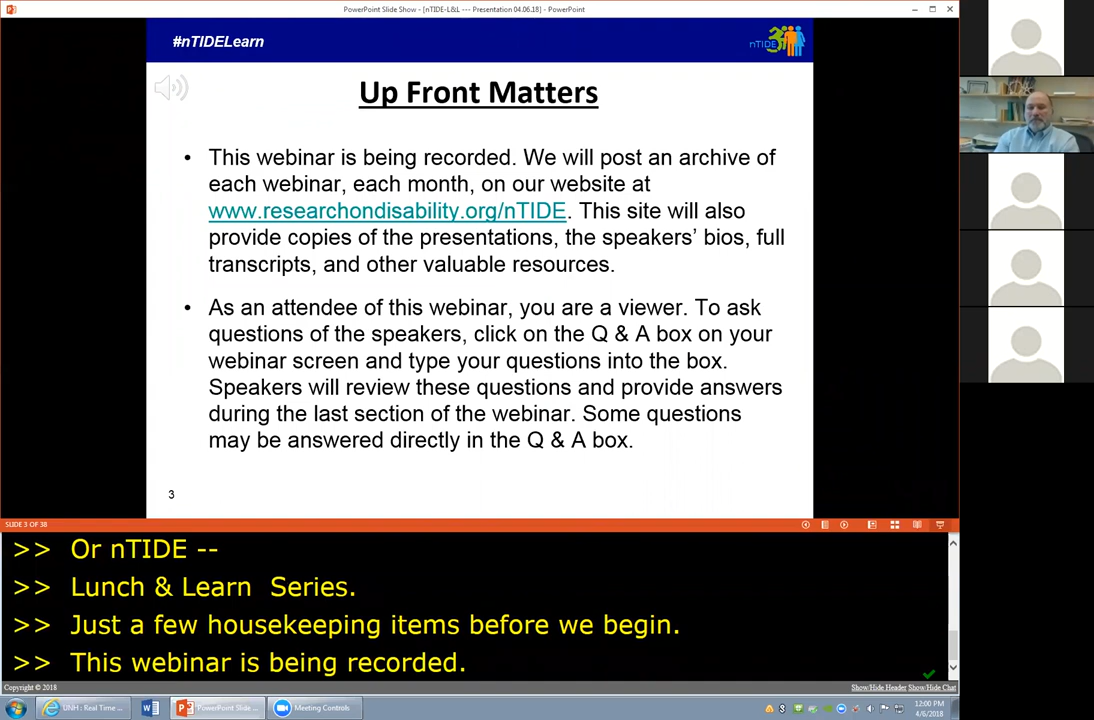 PowerPoint Slide Show - [nTIDE-L&L --- Presentation 04.06.18] - PowerPoint
#nTIDELearn
nTIDE
Up Front Matters
• This webinar is being recorded. We will post an archive of
each webinar, each month, on our website at
www.researchondisability.org/nTIDE. This site will also
provide copies of the presentations, the speakers’ bios, full
transcripts, and other valuable resources.
• As an attendee of this webinar, you are a viewer. To ask
questions of the speakers, click on the Q & A box on your
webinar screen and type your questions into the box.
Speakers will review these questions and provide answers
during the last section of the webinar. Some questions
may be answered directly in the Q & A box.
3
SLIDE 3 OF 38
>> Or nTIDE --
>> Lunch & Learn Series.
>> Just a few housekeeping items before we begin.
>> This webinar is being recorded.
Copyright © 2018
Show/Hide Header Show/Hide Chat
UNH : Real Time ...
PowerPoint Slide ...
Meeting Controls
12:00 PM
4/6/2018